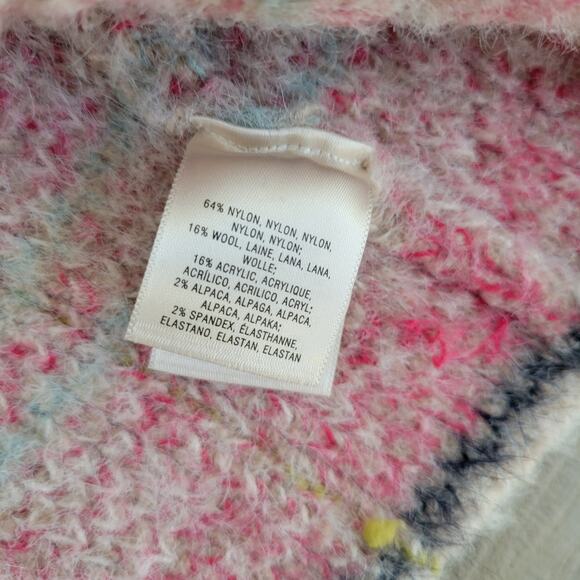 64% NYLON, NYLON, NYLON,
NYLON, NYLON;
16% WOOL, LAINE, LANA, LANA,
WOLLE;
16% ACRYLIC, ACRYLIQUE,
ACRÍLICO, ACRILICO, ACRYL;
2% ALPACA, ALPAGA, ALPACA,
ALPACA, ALPAKA;
2% SPANDEX, ÉLASTHANNE,
ELASTANO, ELASTAN, ELASTAN